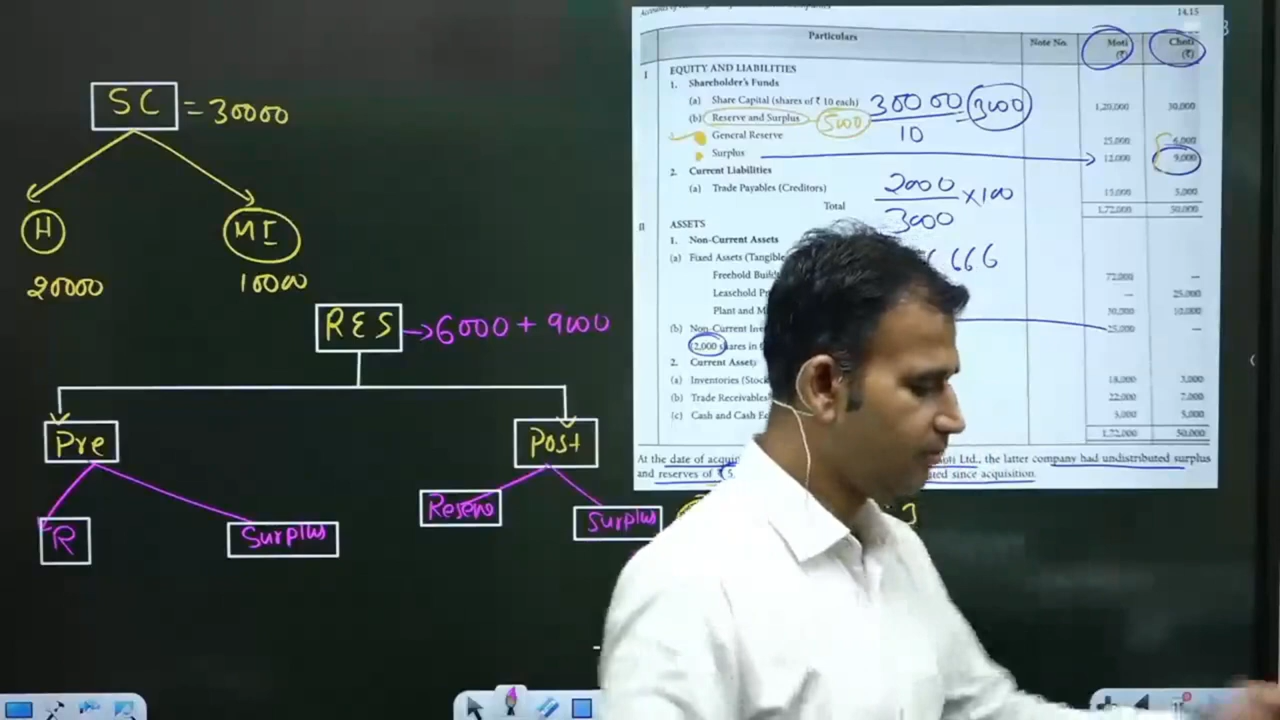 14.15
Particulars Note No. Moti Choti
(₹) (₹)
I EQUITY AND LIABILITIES
1. Shareholder's Funds
(a) Share Capital (shares of ₹ 10 each) 1,20,000 30,000
(b) Reserve and Surplus
General Reserve 25,000 6,000
Surplus 12,000 9,000
2. Current Liabilities
(a) Trade Payables (Creditors) 15,000 5,000
Total 1,72,000 50,000
II ASSETS
1. Non-Current Assets
(a) Fixed Assets (Tangible
Freehold Build 72,000 —
Leasehold Pr — 25,000
Plant and M 30,000 10,000
(b) Non-Current Inv 25,000 —
(2,000 shares in
2. Current Asset
(a) Inventories (Stock 18,000 3,000
(b) Trade Receivables 22,000 7,000
(c) Cash and Cash E 5,000 5,000
1,72,000 50,000
At the date of acqui Ltd., the latter company had undistributed surplus
and reserves of ₹ 5, ted since acquisition.
5000
30000 = 3000
10
2000 × 100
3000
666
SC = 30000
H MI
20000 10000
RES → 6000 + 9000
Pre Post
R Surplus Reserve Surplus